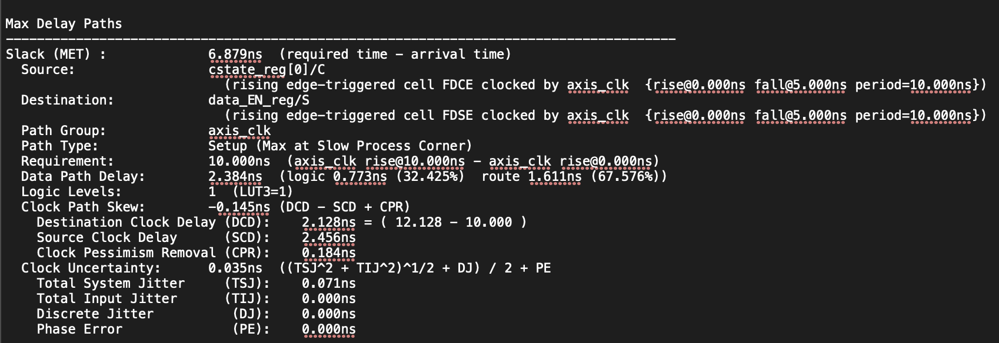 Max Delay Paths
--------------------------------------------------------------------------------------
Slack (MET) :             6.879ns  (required time - arrival time)
  Source:                 cstate_reg[0]/C
                            (rising edge-triggered cell FDCE clocked by axis_clk  {rise@0.000ns fall@5.000ns period=10.000ns})
  Destination:            data_EN_reg/S
                            (rising edge-triggered cell FDSE clocked by axis_clk  {rise@0.000ns fall@5.000ns period=10.000ns})
  Path Group:             axis_clk
  Path Type:              Setup (Max at Slow Process Corner)
  Requirement:            10.000ns  (axis_clk rise@10.000ns - axis_clk rise@0.000ns)
  Data Path Delay:        2.384ns  (logic 0.773ns (32.425%)  route 1.611ns (67.576%))
  Logic Levels:           1  (LUT3=1)
  Clock Path Skew:        -0.145ns (DCD - SCD + CPR)
    Destination Clock Delay (DCD):    2.128ns = ( 12.128 - 10.000 )
    Source Clock Delay      (SCD):    2.456ns
    Clock Pessimism Removal (CPR):    0.184ns
  Clock Uncertainty:      0.035ns  ((TSJ^2 + TIJ^2)^1/2 + DJ) / 2 + PE
    Total System Jitter     (TSJ):    0.071ns
    Total Input Jitter      (TIJ):    0.000ns
    Discrete Jitter          (DJ):    0.000ns
    Phase Error              (PE):    0.000ns